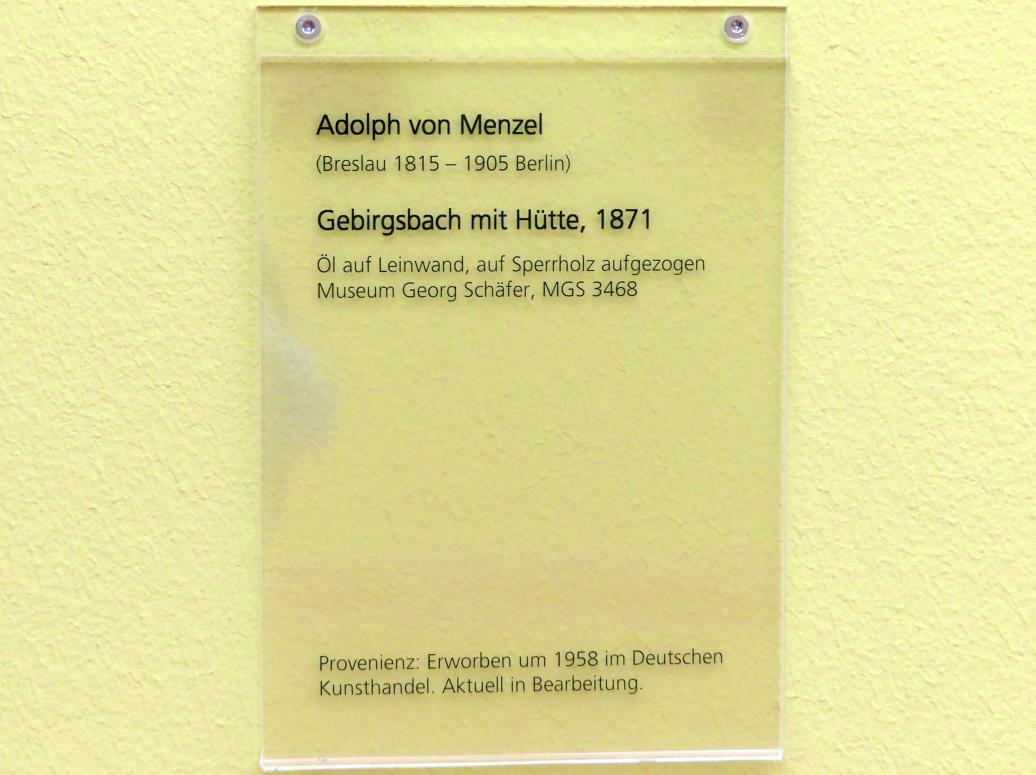 Adolph von Menzel
(Breslau 1815 – 1905 Berlin)
Gebirgsbach mit Hütte, 1871
Öl auf Leinwand, auf Sperrholz aufgezogen
Museum Georg Schäfer, MGS 3468
Provenienz: Erworben um 1958 im Deutschen
Kunsthandel. Aktuell in Bearbeitung.